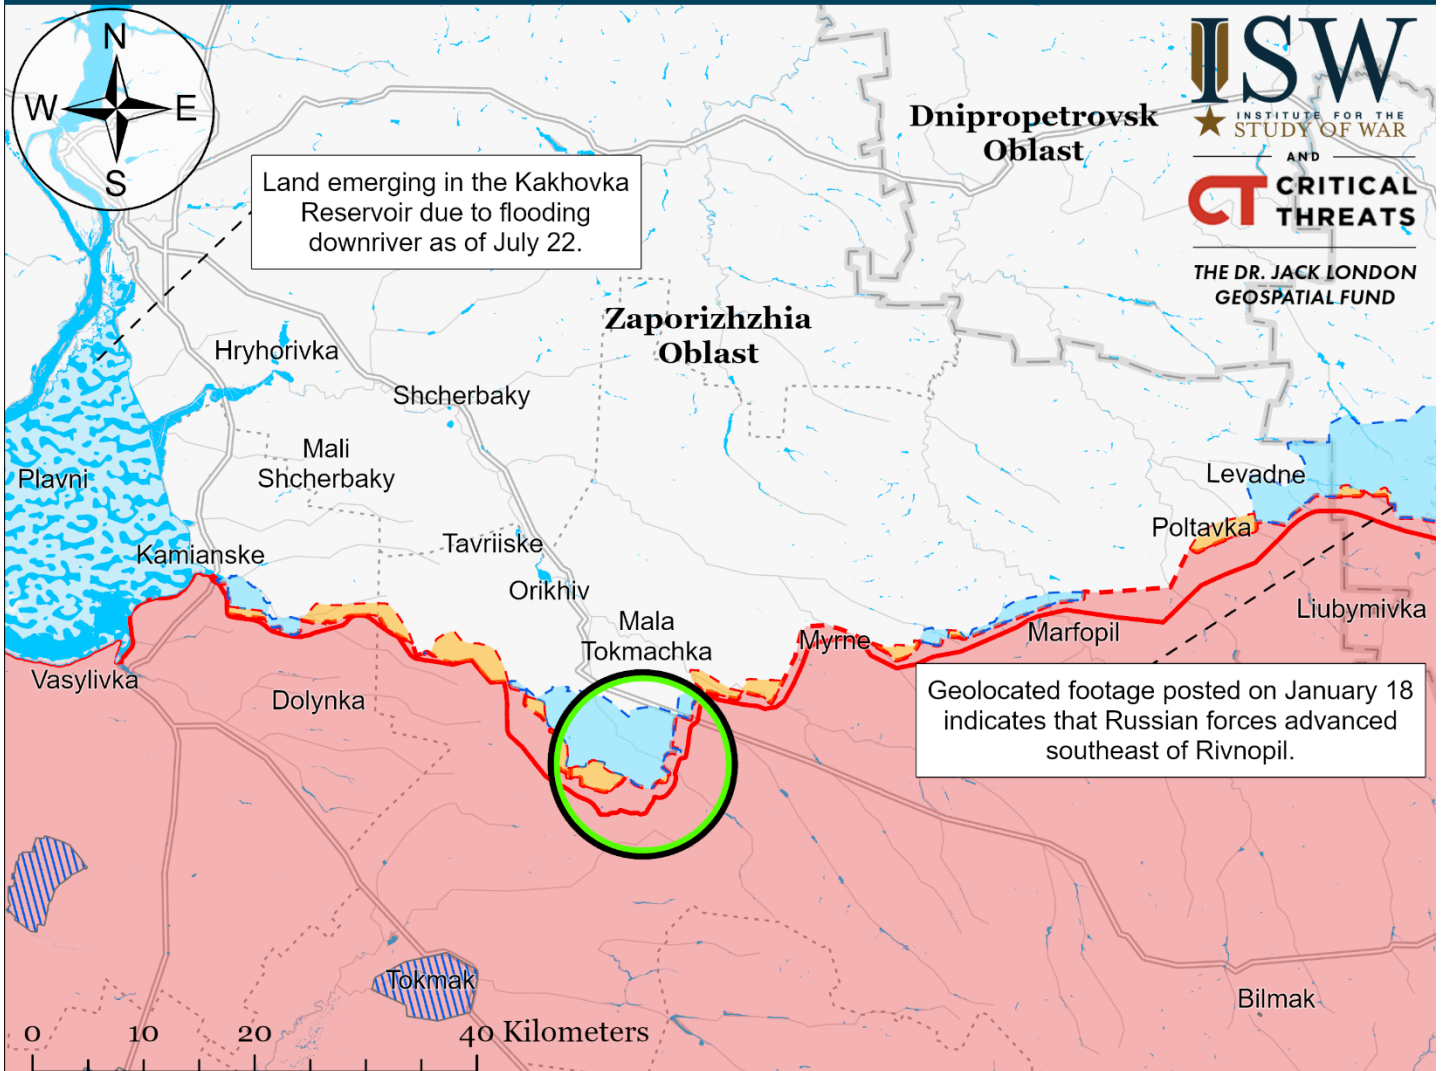 N
W
E
S
ISW
INSTITUTE FOR THE
STUDY OF WAR
AND
CT CRITICAL
THREATS
THE DR. JACK LONDON
GEOSPATIAL FUND
Dnipropetrovsk
Oblast
Land emerging in the Kakhovka
Reservoir due to flooding
downriver as of July 22.
Zaporizhzhia
Oblast
Hryhorivka
Shcherbaky
Mali
Shcherbaky
Plavni
Levadne
Poltavka
Kamianske
Tavriiske
Orikhiv
Mala
Tokmachka
Myrne
Marfopil
Liubymivka
Vasylivka
Dolynka
Geolocated footage posted on January 18
indicates that Russian forces advanced
southeast of Rivnopil.
Tokmak
Bilmak
0 10 20 40 Kilometers